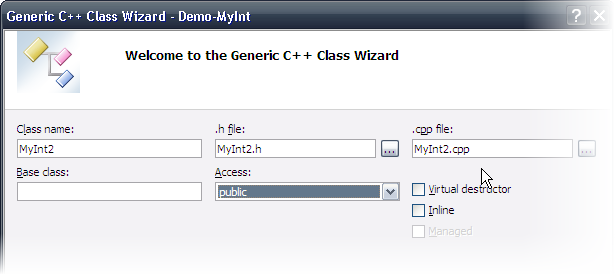 Generic C++ Class Wizard - Demo-MyInt
Welcome to the Generic C++ Class Wizard
Class name: .h file: .cpp file:
MyInt2 MyInt2.h ... MyInt2.cpp ...
Base class: Access:
public Virtual destructor
Inline
Managed